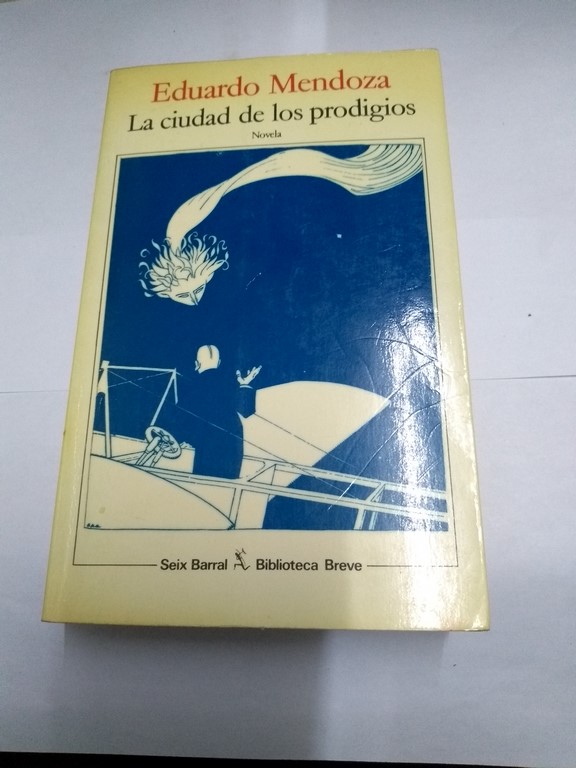 Eduardo Mendoza
La ciudad de los prodigios
Novela
Seix Barral Biblioteca Breve